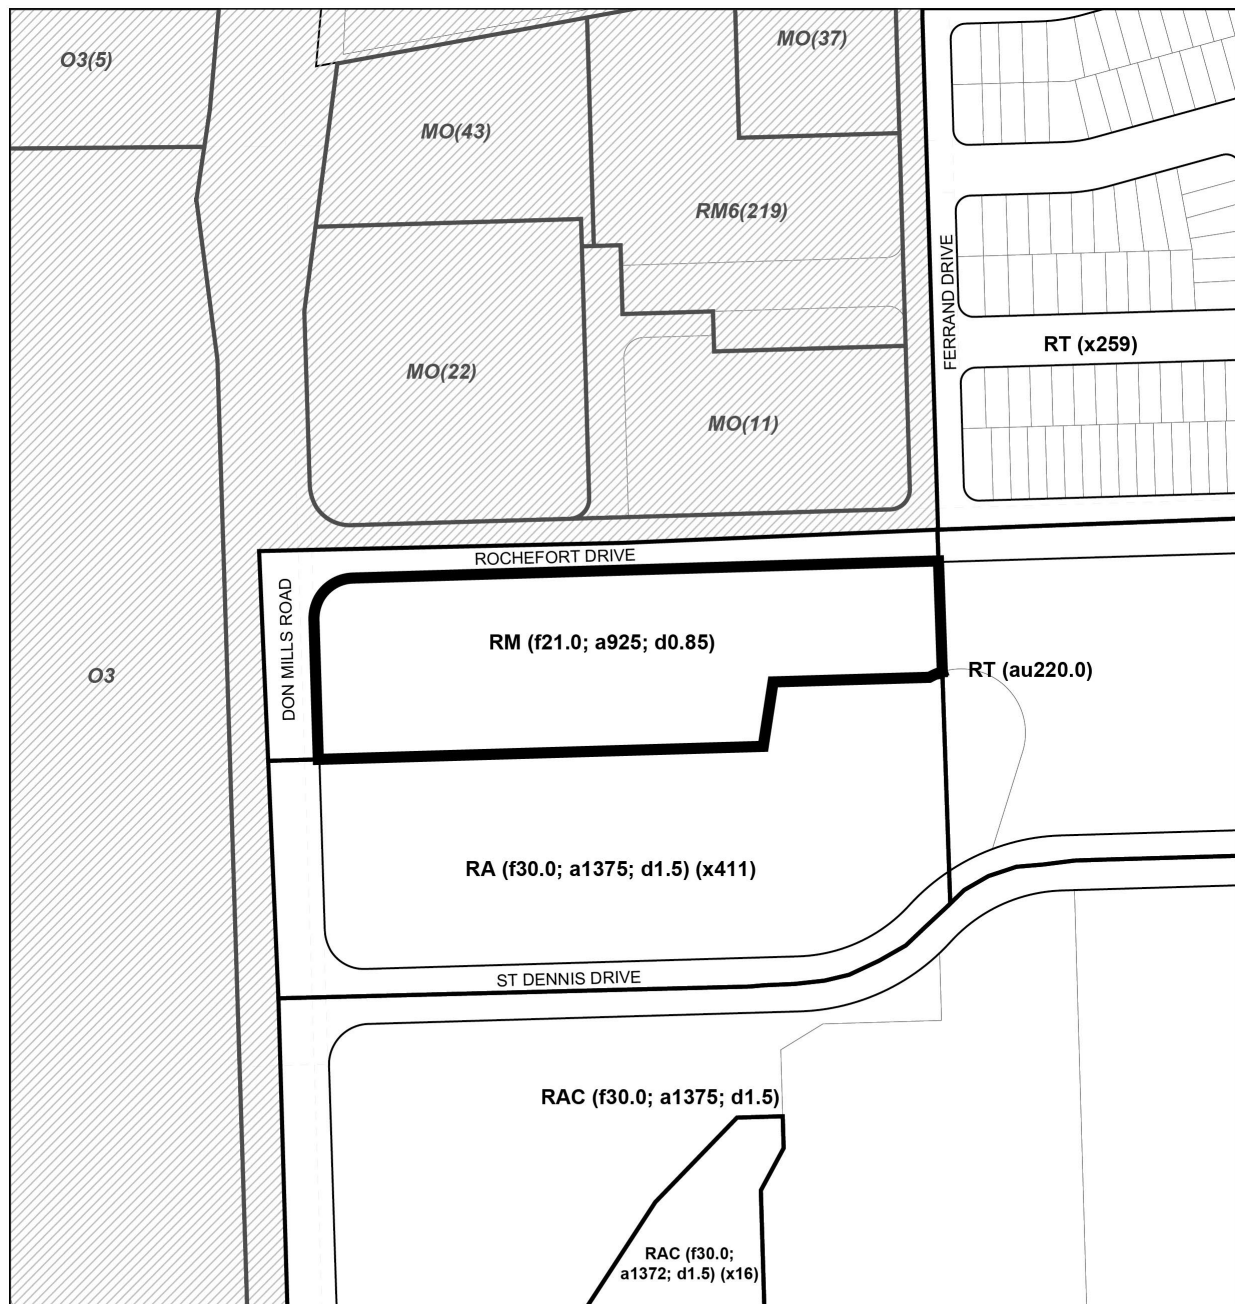 MO(37)
O3(5)
MO(43)
RM6(219)
FERRAND DRIVE
RT (x259)
MO(22)
MO(11)
ROCHEFORT DRIVE
DON MILLS ROAD
RM (f21.0; a925; d0.85)
O3
RT (au220.0)
RA (f30.0; a1375; d1.5) (x411)
ST DENNIS DRIVE
RAC (f30.0; a1375; d1.5)
RAC (f30.0;
a1372; d1.5) (x16)